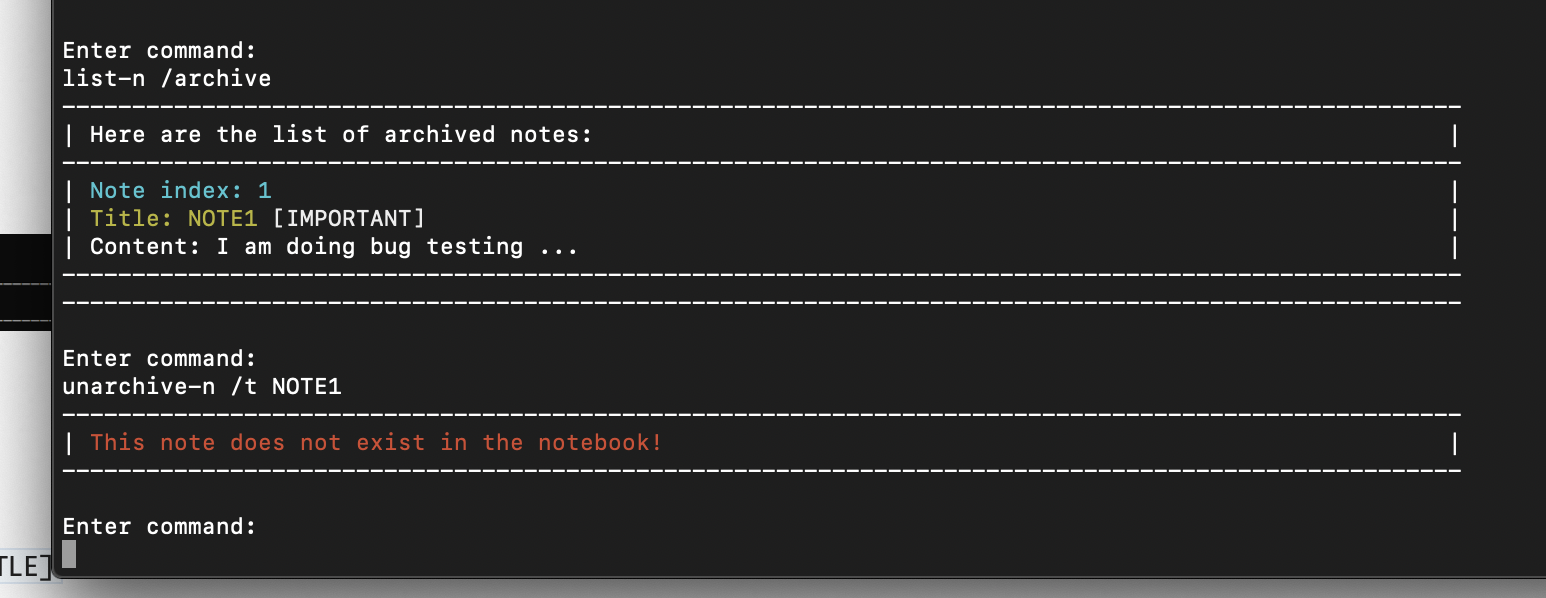 Enter command:
list-n /archive
| Here are the list of archived notes: |
| Note index: 1 |
| Title: NOTE1 [IMPORTANT] |
| Content: I am doing bug testing ... |
Enter command:
unarchive-n /t NOTE1
| This note does not exist in the notebook! |
Enter command:
TLE]